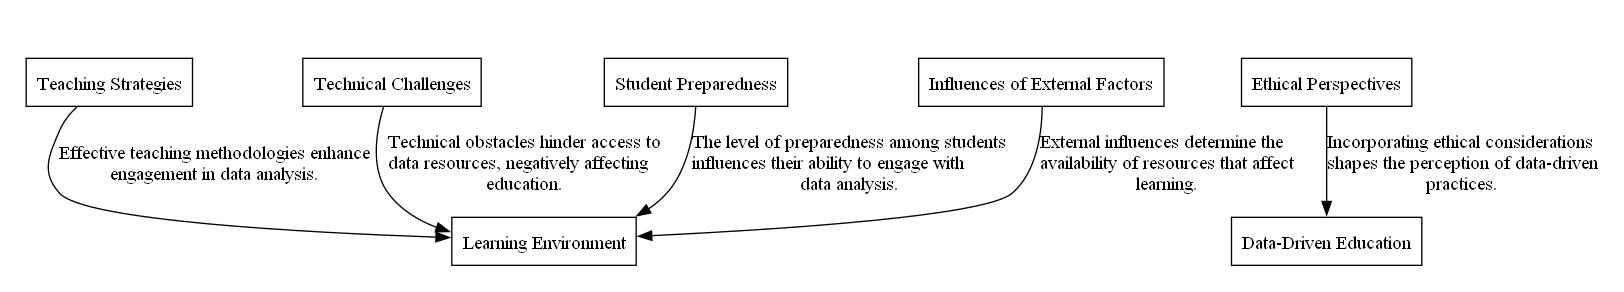 Teaching Strategies
Technical Challenges
Student Preparedness
Influences of External Factors
Ethical Perspectives
Effective teaching methodologies enhance
engagement in data analysis.
Technical obstacles hinder access to
data resources, negatively affecting
education.
The level of preparedness among students
influences their ability to engage with
data analysis.
External influences determine the
availability of resources that affect
learning.
Incorporating ethical considerations
shapes the perception of data-driven
practices.
Learning Environment
Data-Driven Education